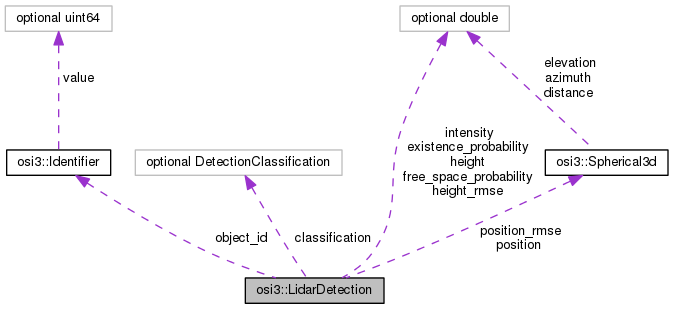 optional uint64
optional double
value
elevation
azimuth
distance
intensity
existence_probability
height
free_space_probability
height_rmse
osi3::Identifier
optional DetectionClassification
osi3::Spherical3d
object_id
classification
position_rmse
position
osi3::LidarDetection